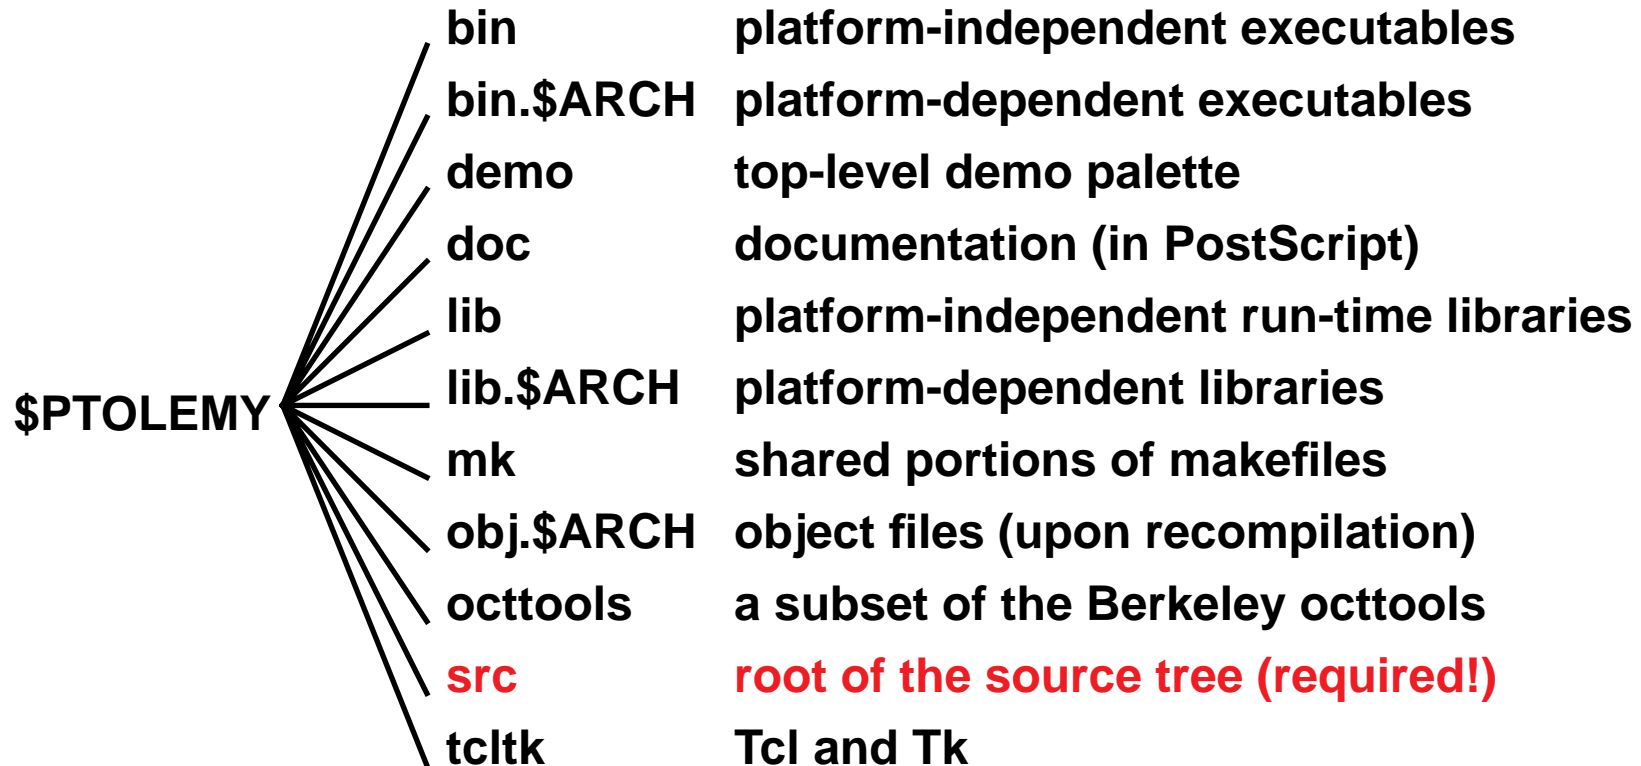 bin platform-independent executables
bin.$ARCH platform-dependent executables
demo top-level demo palette
doc documentation (in PostScript)
lib platform-independent run-time libraries
lib.$ARCH platform-dependent libraries
$PTOLEMY
mk shared portions of makefiles
obj.$ARCH object files (upon recompilation)
octtools a subset of the Berkeley octtools
src root of the source tree (required!)
tcltk Tcl and Tk